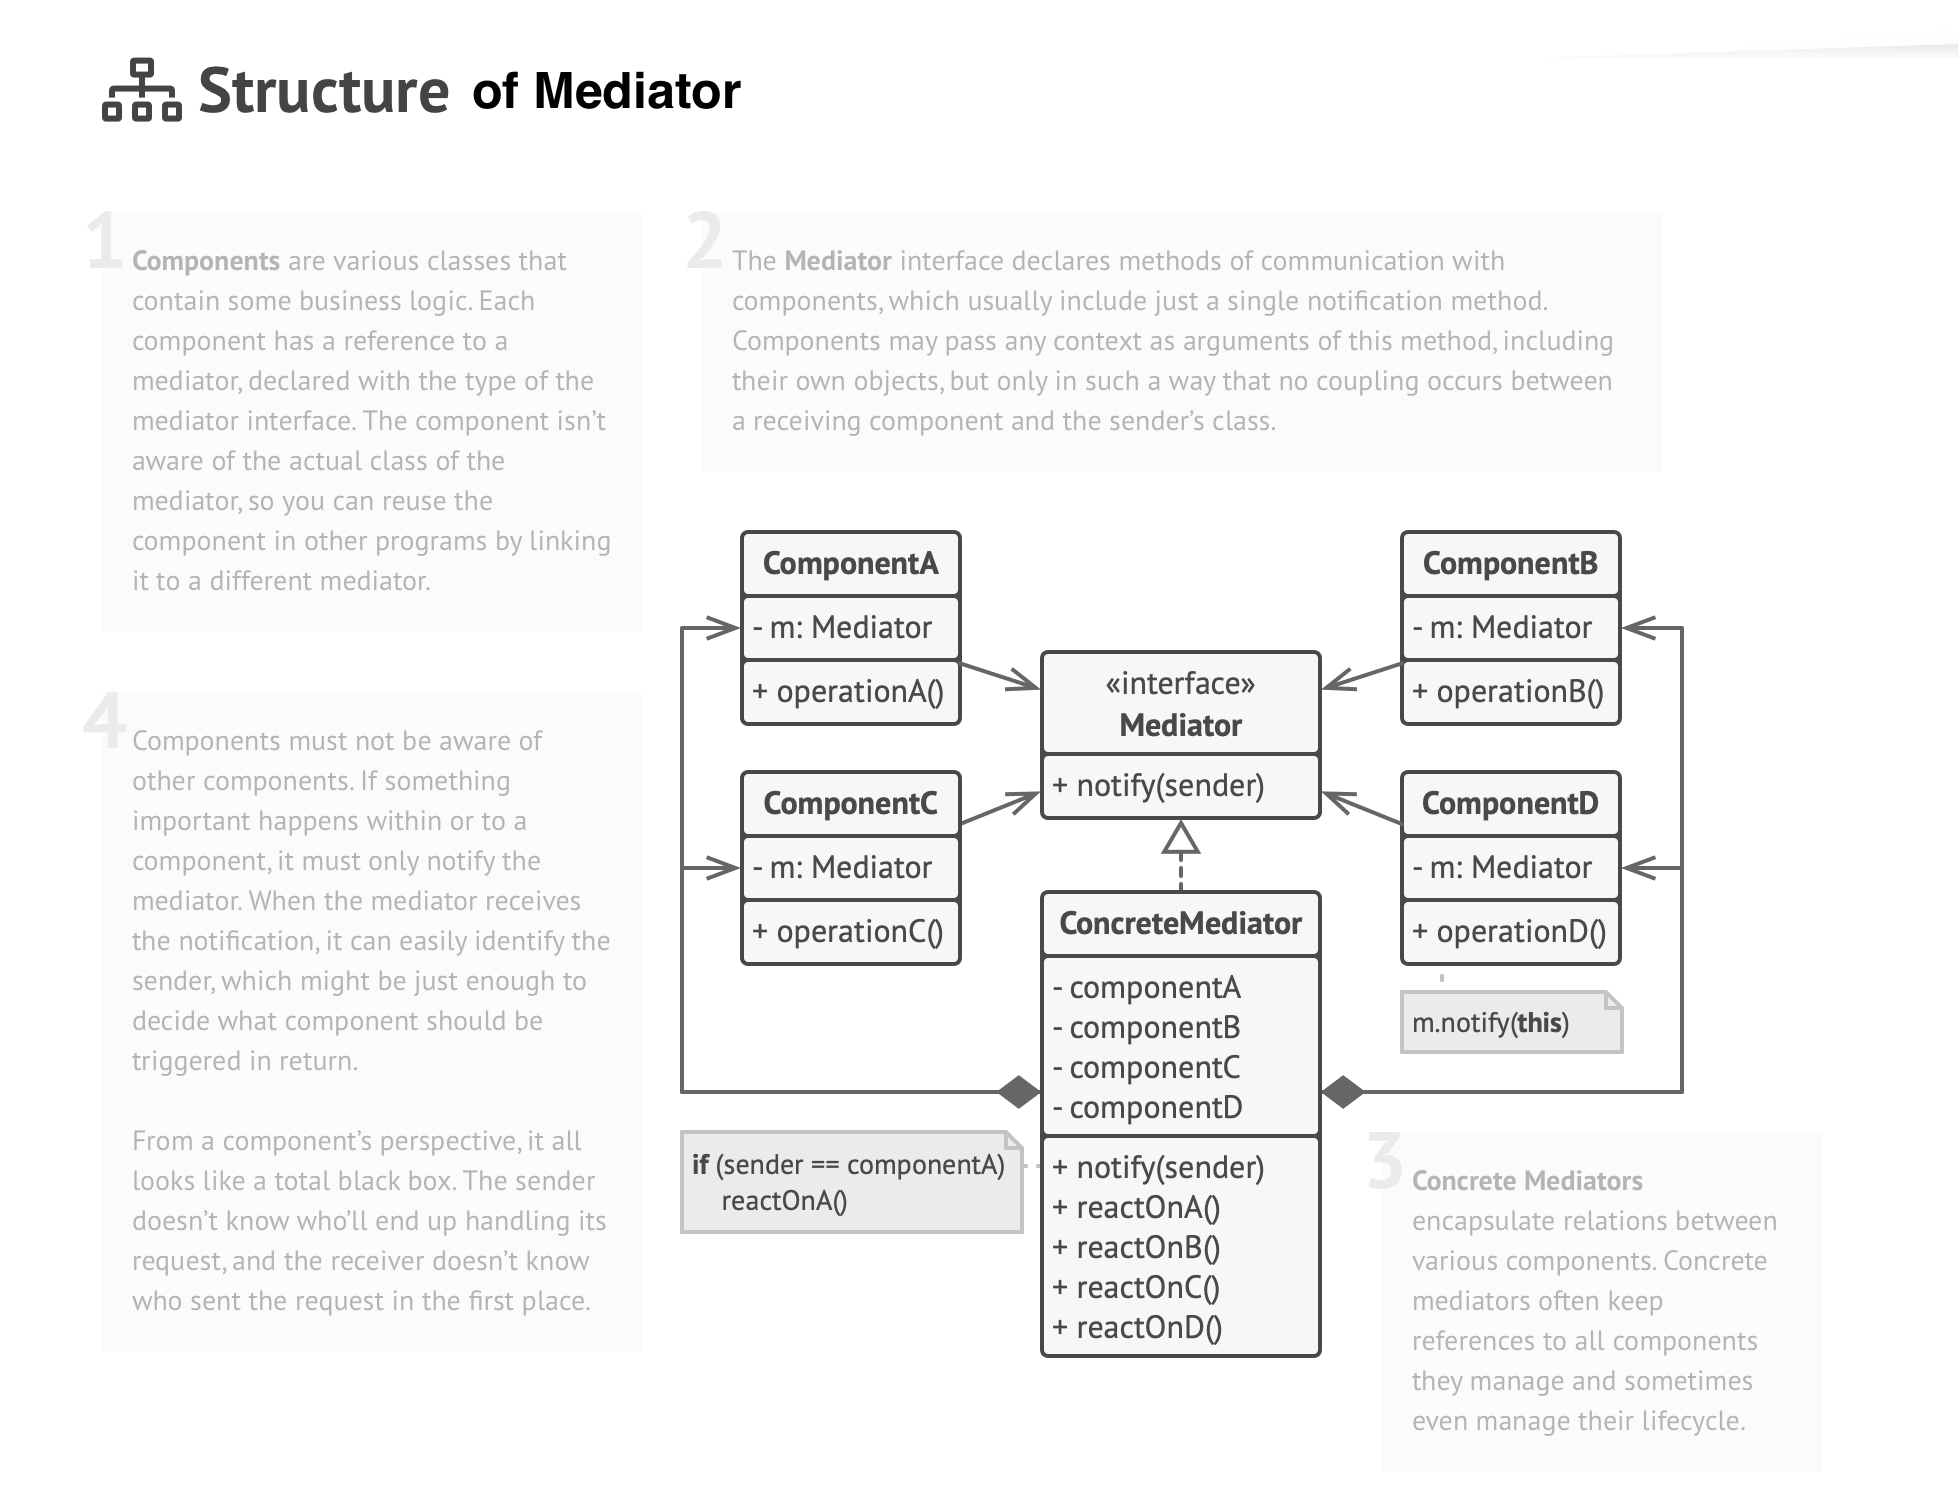 Structure of Mediator
1
Components are various classes that
contain some business logic. Each
component has a reference to a
mediator, declared with the type of the
mediator interface. The component isn’t
aware of the actual class of the
mediator, so you can reuse the
component in other programs by linking
it to a different mediator.
2
The Mediator interface declares methods of communication with
components, which usually include just a single notification method.
Components may pass any context as arguments of this method, including
their own objects, but only in such a way that no coupling occurs between
a receiving component and the sender’s class.
ComponentA
- m: Mediator
+ operationA()
ComponentB
- m: Mediator
+ operationB()
«interface»
Mediator
+ notify(sender)
ComponentC
- m: Mediator
+ operationC()
ComponentD
- m: Mediator
+ operationD()
m.notify(this)
ConcreteMediator
- componentA
- componentB
- componentC
- componentD
+ notify(sender)
+ reactOnA()
+ reactOnB()
+ reactOnC()
+ reactOnD()
if (sender == componentA)
reactOnA()
3
Concrete Mediators
encapsulate relations between
various components. Concrete
mediators often keep
references to all components
they manage and sometimes
even manage their lifecycle.
4
Components must not be aware of
other components. If something
important happens within or to a
component, it must only notify the
mediator. When the mediator receives
the notification, it can easily identify the
sender, which might be just enough to
decide what component should be
triggered in return.
From a component’s perspective, it all
looks like a total black box. The sender
doesn’t know who’ll end up handling its
request, and the receiver doesn’t know
who sent the request in the first place.